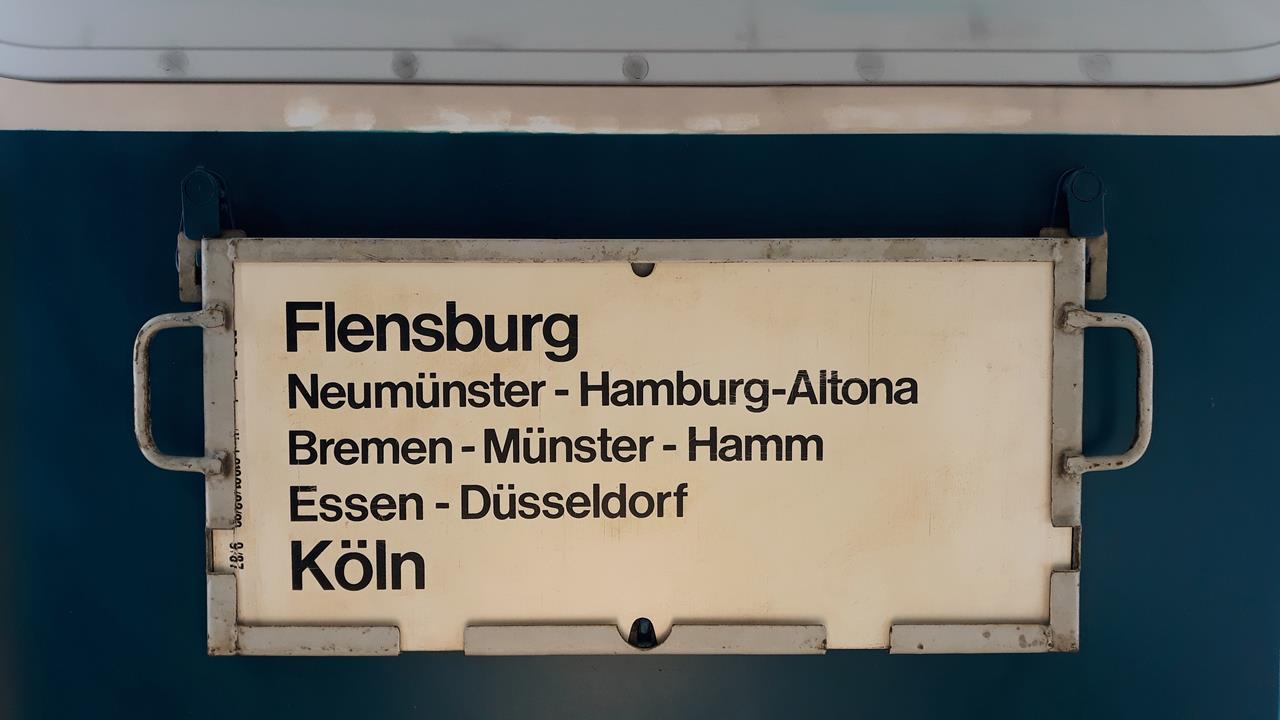 Flensburg
Neumünster - Hamburg-Altona
Bremen - Münster - Hamm
Essen - Düsseldorf
Köln